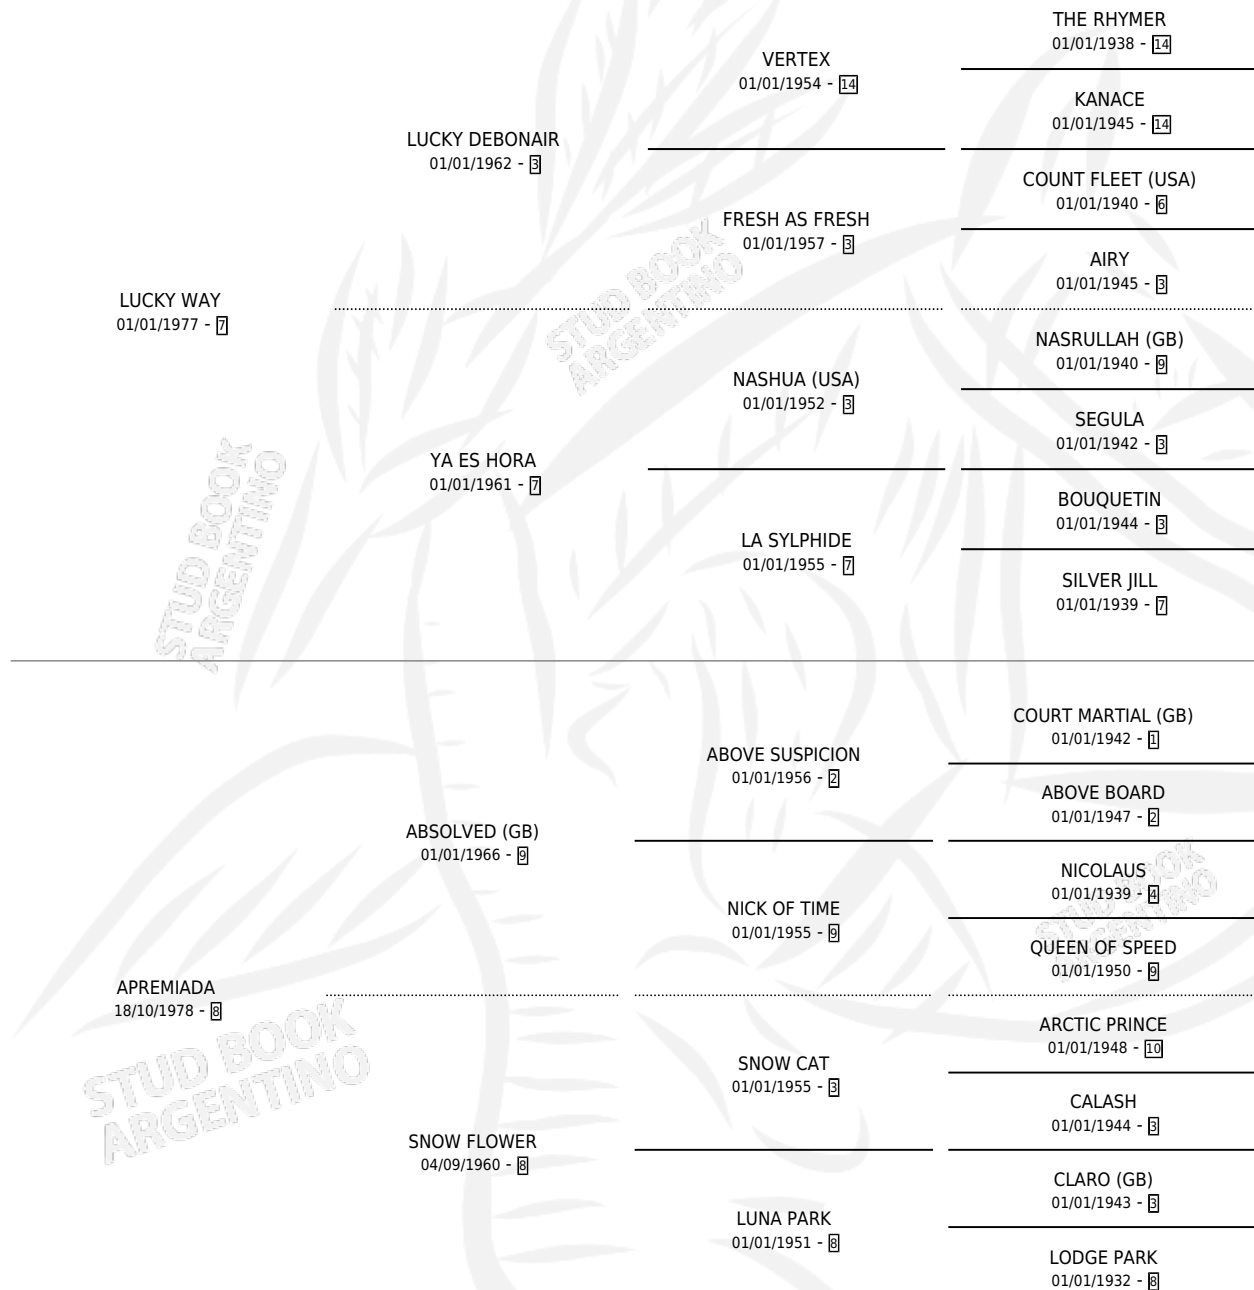 THE RHYMER
01/01/1938 - 14
VERTEX
01/01/1954 - 14
KANACE
01/01/1945 - 14
LUCKY DEBONAIR
01/01/1962 - 3
COUNT FLEET (USA)
01/01/1940 - 6
FRESH AS FRESH
01/01/1957 - 3
AIRY
01/01/1945 - 3
LUCKY WAY
01/01/1977 - 7
NASRULLAH (GB)
01/01/1940 - 9
NASHUA (USA)
01/01/1952 - 3
SEGULA
01/01/1942 - 3
YA ES HORA
01/01/1961 - 7
BOUQUETIN
01/01/1944 - 3
LA SYLPHIDE
01/01/1955 - 7
SILVER JILL
01/01/1939 - 7
COURT MARTIAL (GB)
01/01/1942 - 1
ABOVE SUSPICION
01/01/1956 - 2
ABOVE BOARD
01/01/1947 - 2
ABSOLVED (GB)
01/01/1966 - 9
NICOLAUS
01/01/1939 - 4
NICK OF TIME
01/01/1955 - 9
QUEEN OF SPEED
01/01/1950 - 9
APREMIADA
18/10/1978 - 8
ARCTIC PRINCE
01/01/1948 - 10
SNOW CAT
01/01/1955 - 3
CALASH
01/01/1944 - 3
SNOW FLOWER
04/09/1960 - 8
CLARO (GB)
01/01/1943 - 3
LUNA PARK
01/01/1951 - 8
LODGE PARK
01/01/1932 - 8
STUD BOOK
ARGENTINO
STUD BOOK
ARGENTINO
STUD BOOK
ARGENTINO
STUD BOOK
ARGENTINO